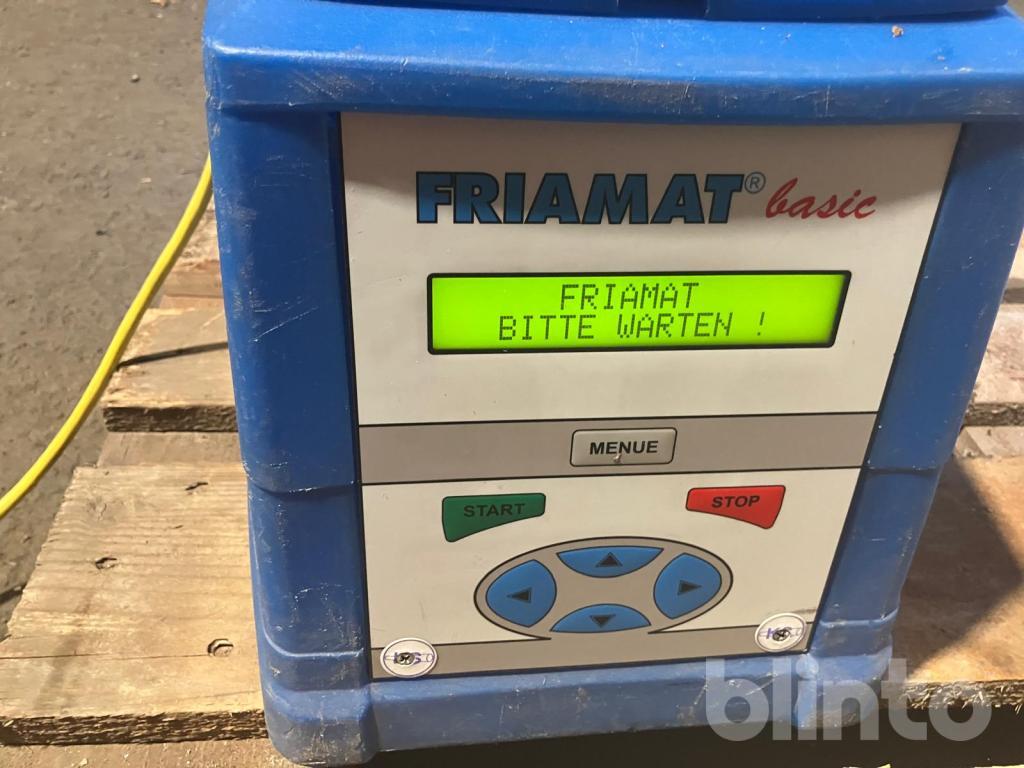 FRIAMAT® basic
FRIAMAT
BITTE WARTEN !
MENUE
START
STOP
blinto